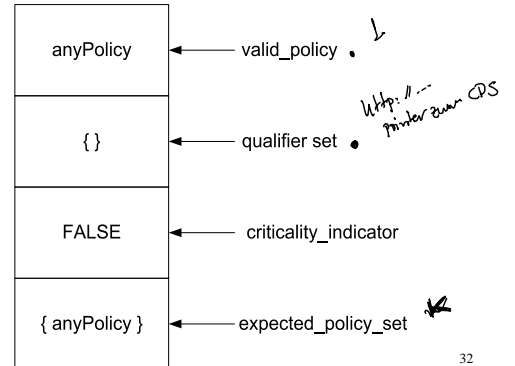 anyPolicy valid_policy
Http://...
pointer zum CPS
{ } qualifier set
FALSE criticality_indicator
{ anyPolicy } expected_policy_set
32